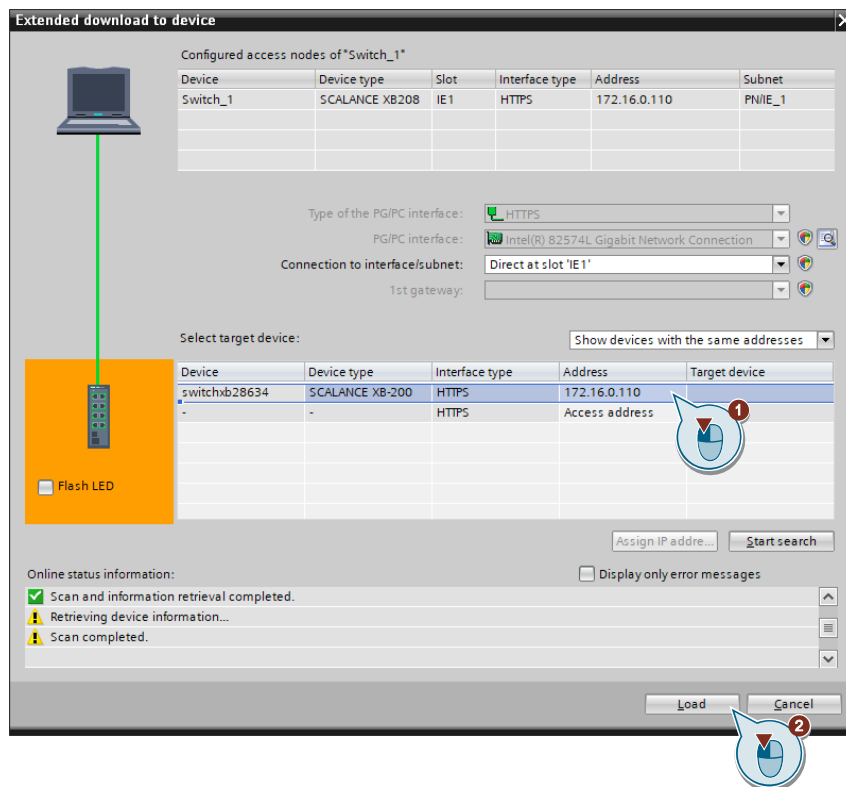 Extended download to device
Configured access nodes of "Switch_1"
Device Device type Slot Interface type Address Subnet
Switch_1 SCALANCE XB208 IE1 HTTPS 172.16.0.110 PN/IE_1
Type of the PG/PC interface: HTTPS
PG/PC interface: Intel(R) 82574L Gigabit Network Connection
Connection to interface/subnet: Direct at slot 'IE1'
1st gateway:
Select target device: Show devices with the same addresses
Device Device type Interface type Address Target device
switchxb28634 SCALANCE XB-200 HTTPS 172.16.0.110
- - HTTPS Access address
1
Flash LED
Assign IP addre... Start search
Online status information: Display only error messages
Scan and information retrieval completed.
Retrieving device information...
Scan completed.
Load Cancel
2